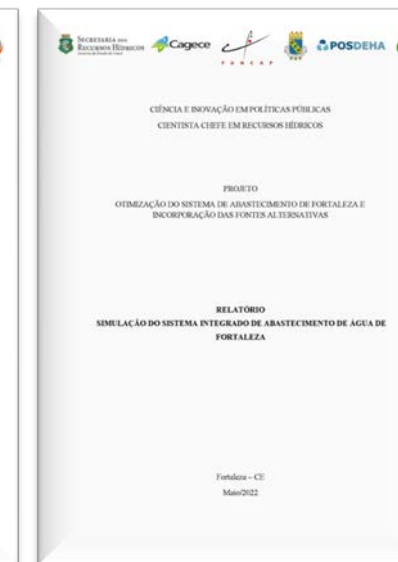 SECRETARIA DOS
RECURSOS HÍDRICOS
Cagece
FUNCAP
POSDEHA
CIÊNCIA E INOVAÇÃO EM POLÍTICAS PÚBLICAS
CIENTISTA CHEFE EM RECURSOS HÍDRICOS
PROJETO
OTIMIZAÇÃO DO SISTEMA DE ABASTECIMENTO DE FORTALEZA E
INCORPORAÇÃO DAS FONTES ALTERNATIVAS
RELATÓRIO
SIMULAÇÃO DO SISTEMA INTEGRADO DE ABASTECIMENTO DE ÁGUA DE
FORTALEZA
Fortaleza – CE
Maio/2022